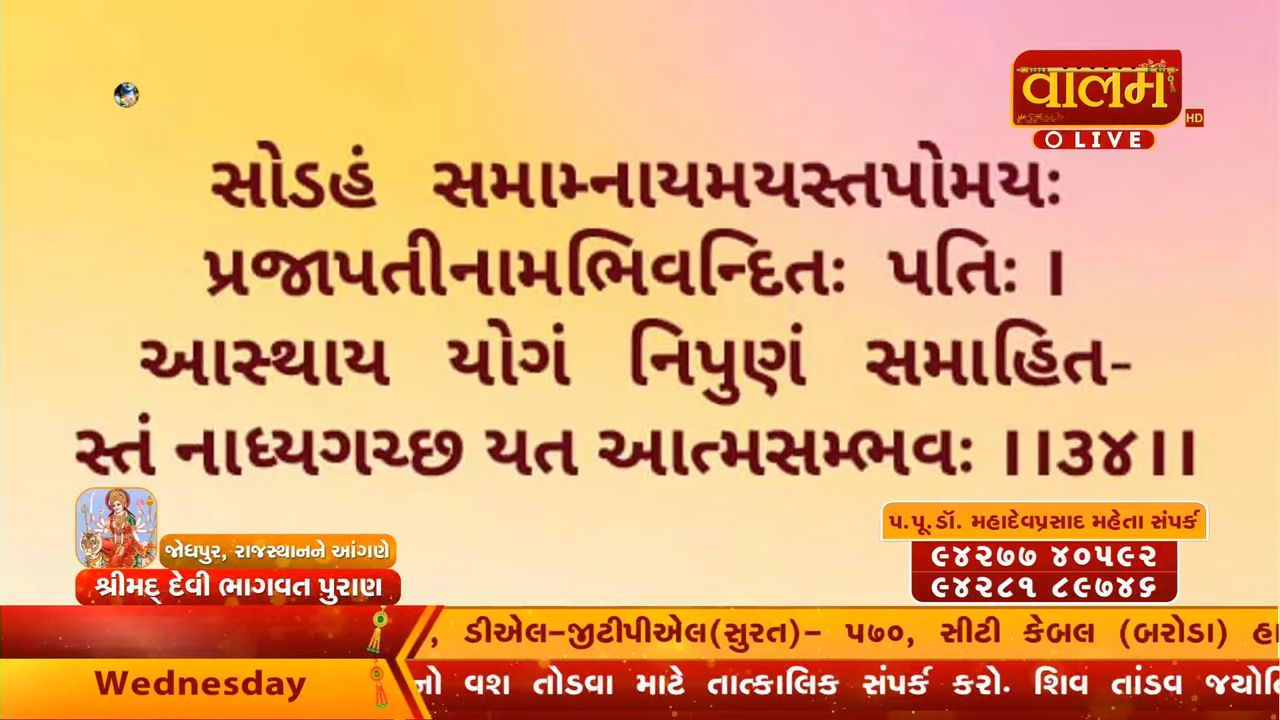 વાલમ
HD
LIVE
સોડહં સમામ્નાયમયસ્તપોમયઃ
પ્રજાપતીનામભિવન્દિતઃ પતિઃ ।
આસ્થાય યોગં નિપુણં સમાહિત-
સ્તં નાધ્યગચ્છ યત આત્મસમ્ભવઃ ।।૩૪।।
જોધપુર, રાજસ્થાનને આંગણે
શ્રીમદ્ દેવી ભાગવત પુરાણ
પ.પૂ.ડૉ. મહાદેવપ્રસાદ મહેતા સંપર્ક
૯૪૨૭૭ ૪૦૫૯૨
૯૪૨૮૧ ૮૯૭૪૬
, ડીએલ-જીટીપીએલ(સુરત)- ૫૭૦, સીટી કેબલ (બરોડા)
Wednesday
વશ તોડવા માટે તાત્કાલિક સંપર્ક કરો. શિવ તાંડવ